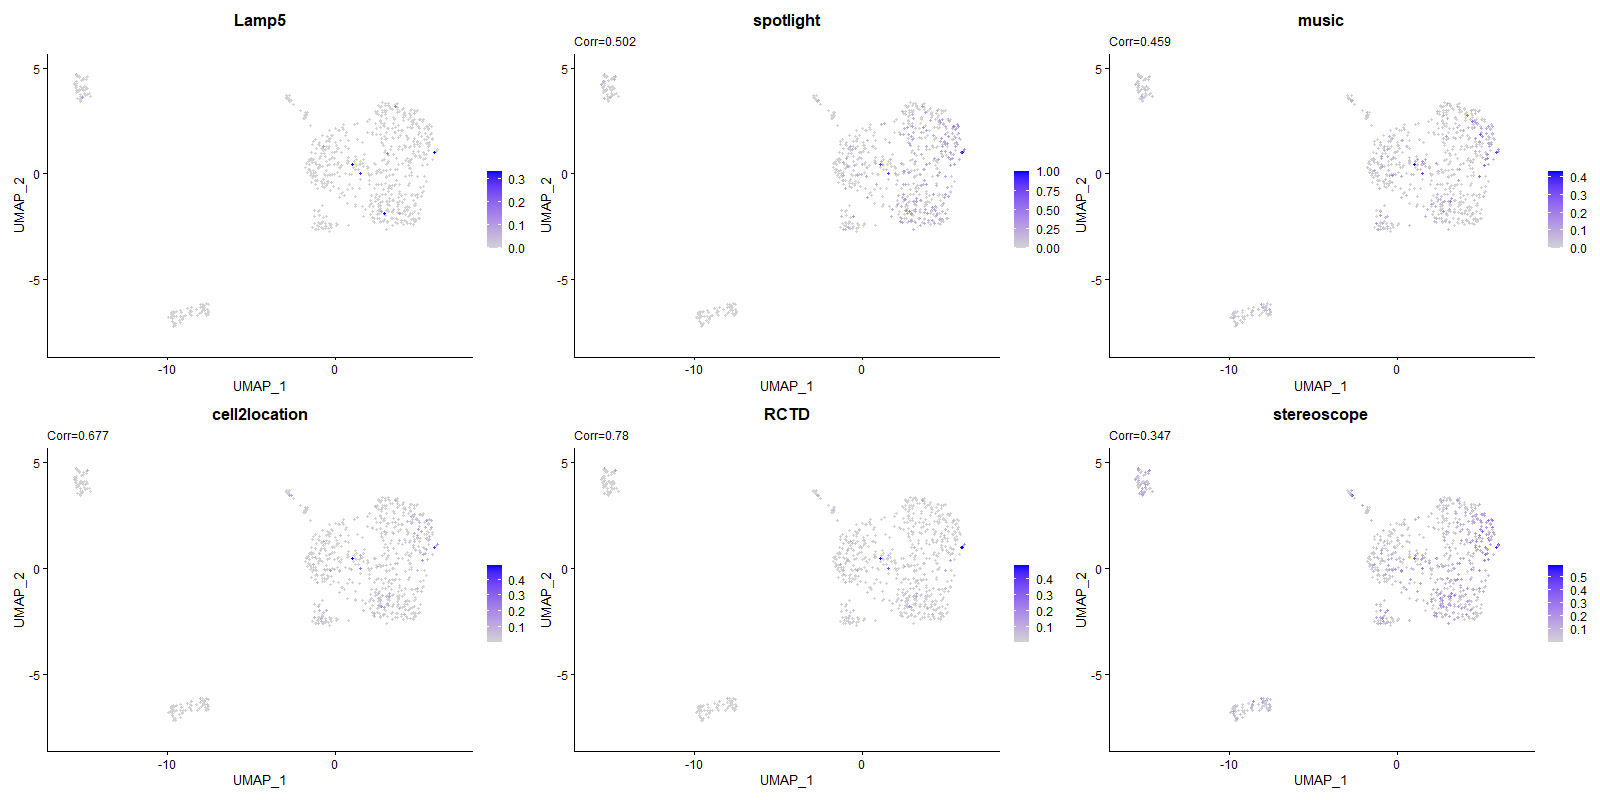 Lamp5
5
0
-5
-10
0
UMAP_1
UMAP_2
0.3
0.2
0.1
0.0
spotlight
Corr=0.502
5
0
-5
-10
0
UMAP_1
UMAP_2
1.00
0.75
0.50
0.25
0.00
music
Corr=0.459
5
0
-5
-10
0
UMAP_1
UMAP_2
0.4
0.3
0.2
0.1
0.0
cell2location
Corr=0.677
5
0
-5
-10
0
UMAP_1
UMAP_2
0.4
0.3
0.2
0.1
RCTD
Corr=0.78
5
0
-5
-10
0
UMAP_1
UMAP_2
0.4
0.3
0.2
0.1
stereoscope
Corr=0.347
5
0
-5
-10
0
UMAP_1
UMAP_2
0.5
0.4
0.3
0.2
0.1